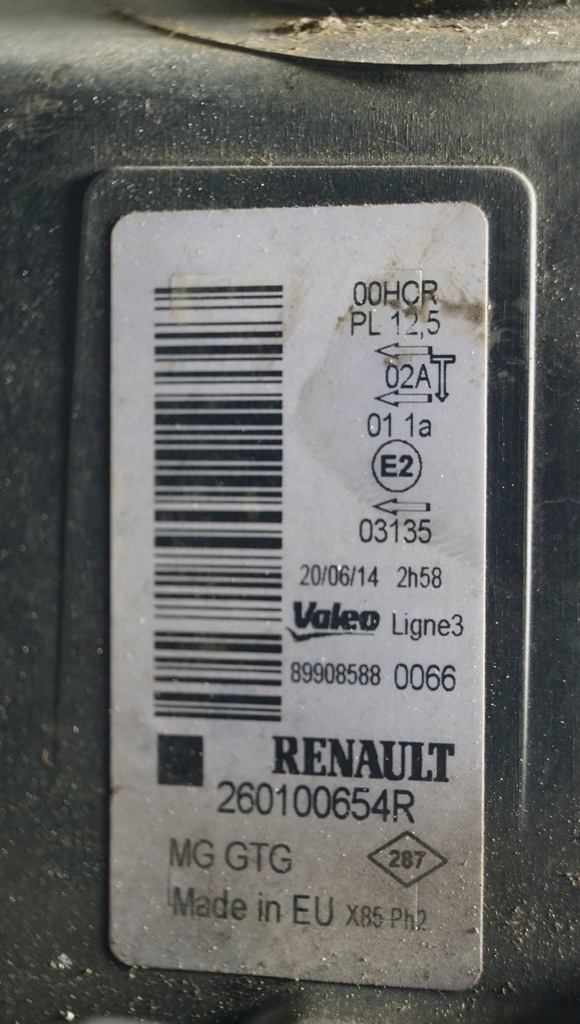 00HCR
PL 12,5
02A
01 1a
E2
03135
20/06/14 2h58
Valeo Ligne3
89908588 0066
RENAULT
260100654R
MG GTG 287
Made in EU X85 Ph2